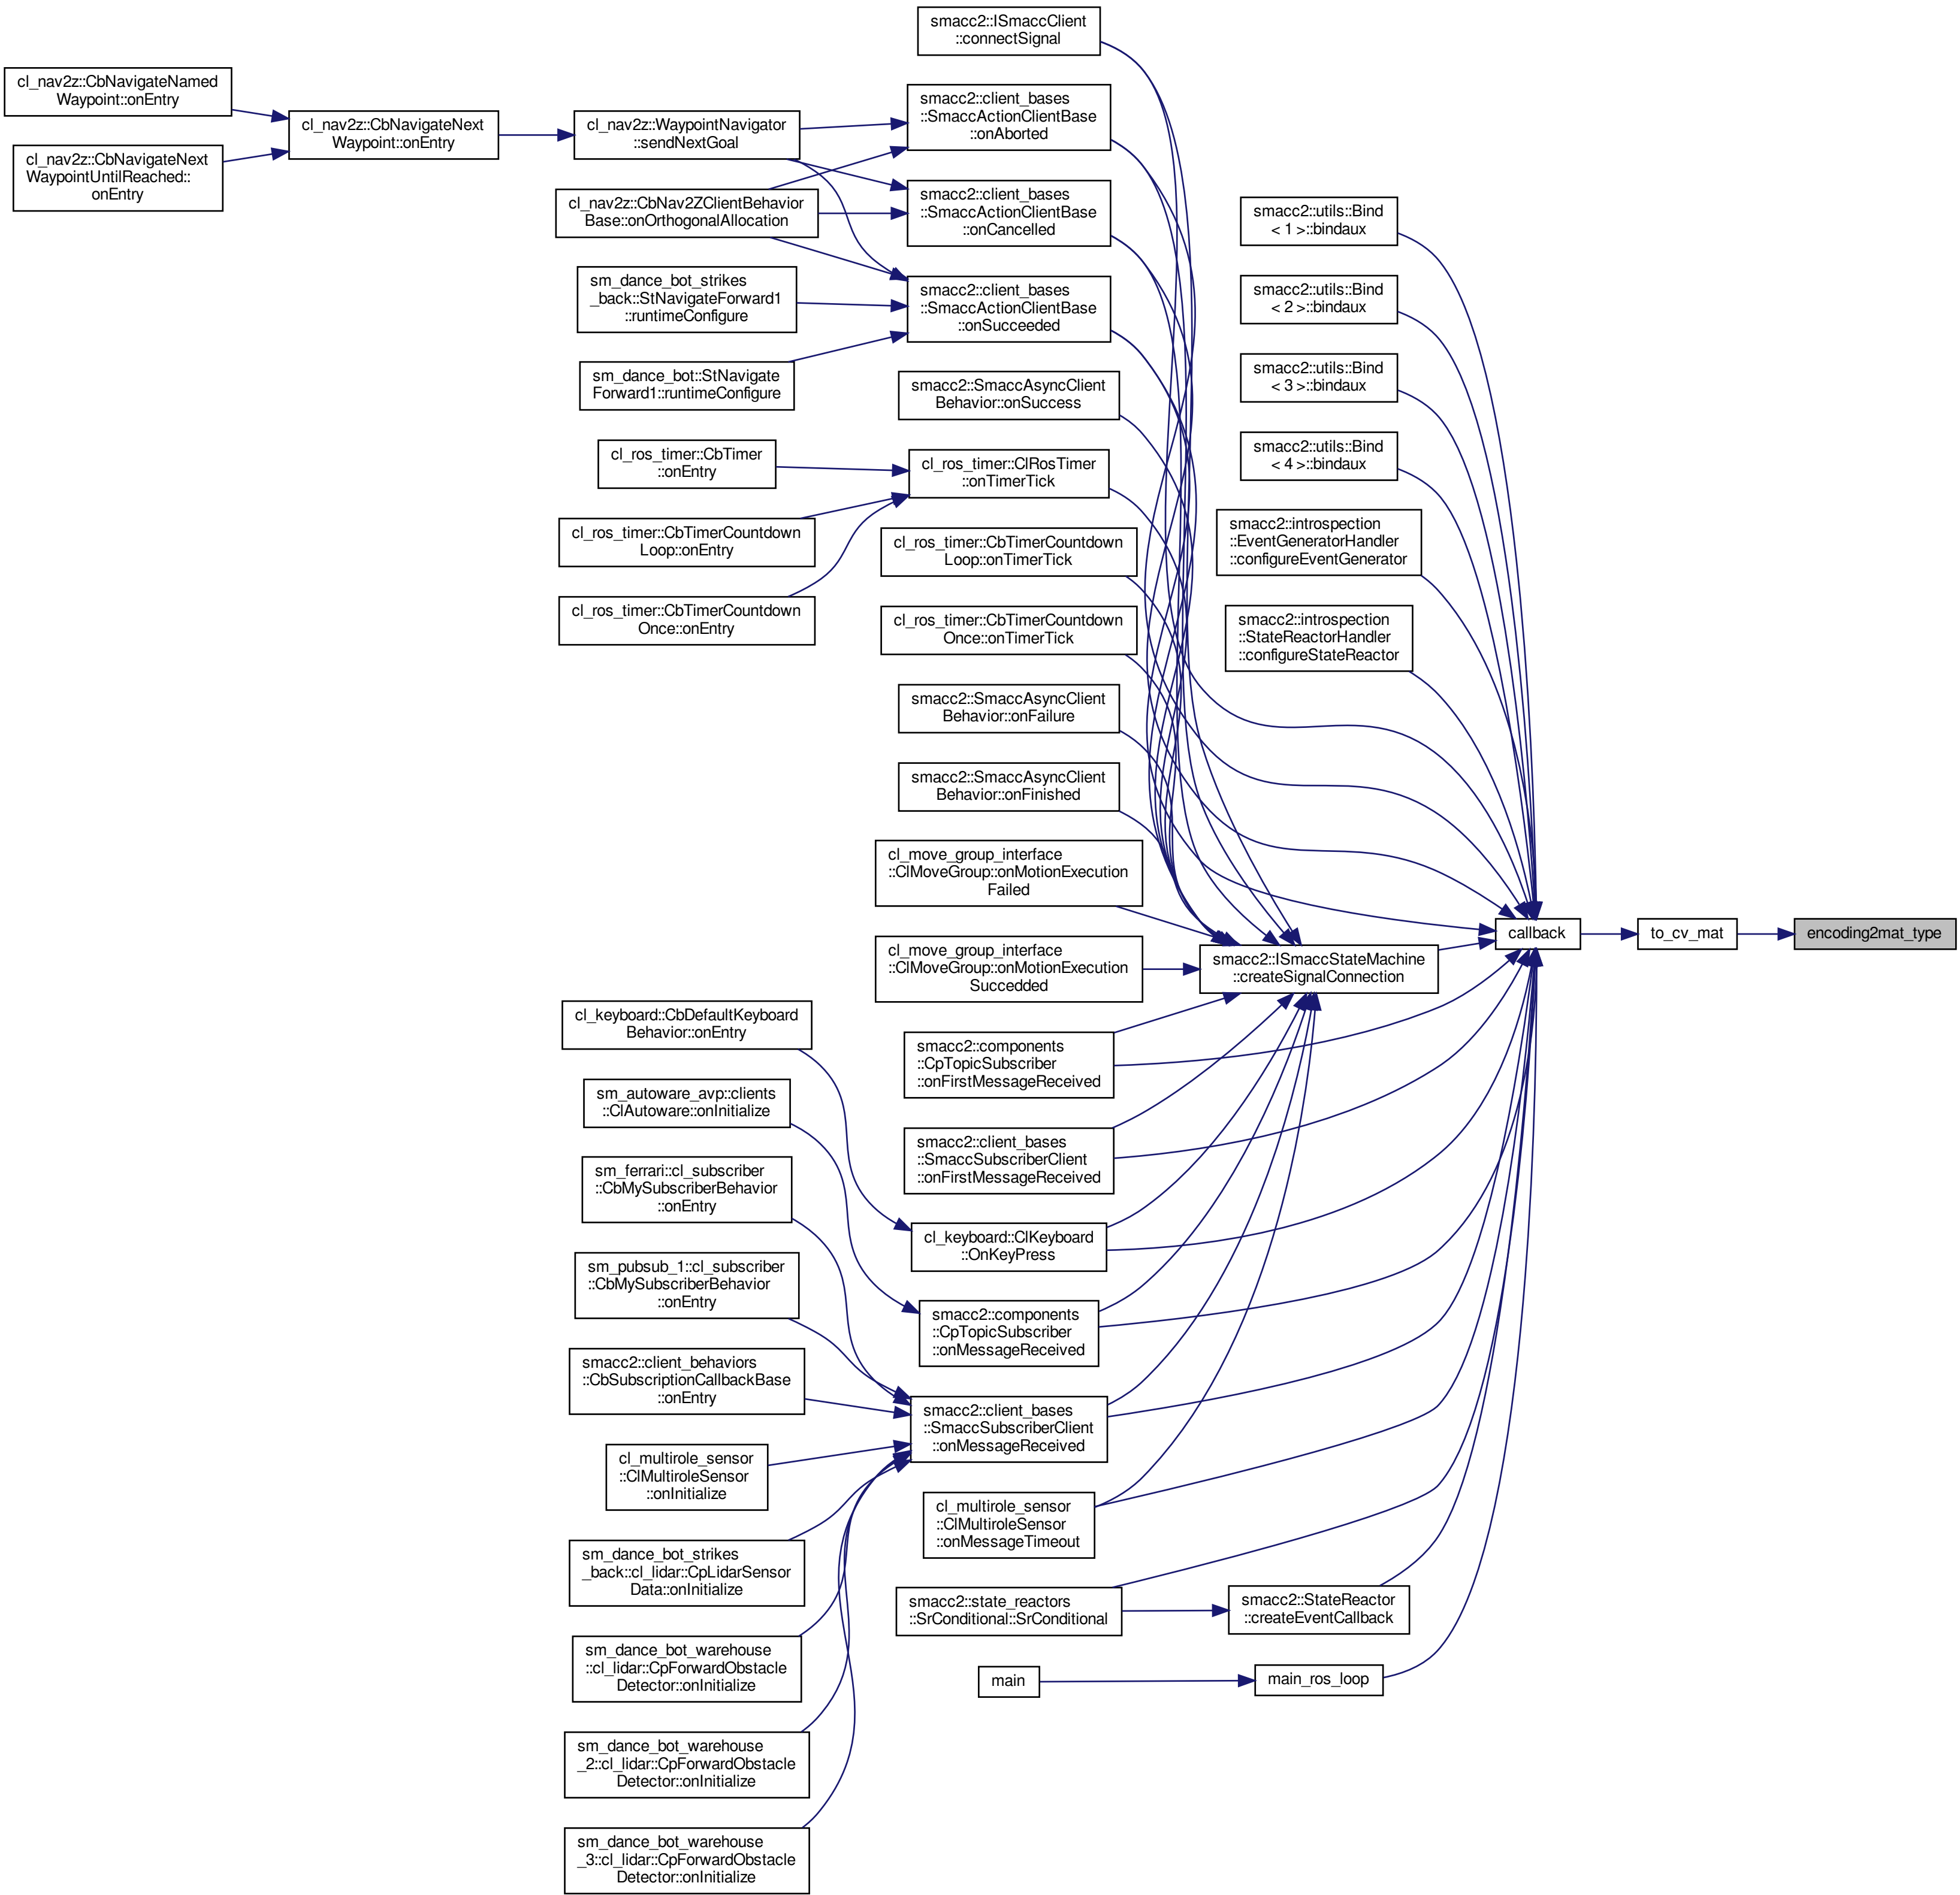 smacc2::ISmaccClient
::connectSignal
cl_nav2z::CbNavigateNamed
Waypoint::onEntry
cl_nav2z::CbNavigateNext
WaypointUntilReached::
onEntry
cl_nav2z::CbNavigateNext
Waypoint::onEntry
cl_nav2z::WaypointNavigator
::sendNextGoal
cl_nav2z::CbNav2ZClientBehavior
Base::onOrthogonalAllocation
sm_dance_bot_strikes
_back::StNavigateForward1
::runtimeConfigure
sm_dance_bot::StNavigate
Forward1::runtimeConfigure
cl_ros_timer::CbTimer
::onEntry
cl_ros_timer::CbTimerCountdown
Loop::onEntry
cl_ros_timer::CbTimerCountdown
Once::onEntry
cl_keyboard::CbDefaultKeyboard
Behavior::onEntry
sm_autoware_avp::clients
::ClAutoware::onInitialize
sm_ferrari::cl_subscriber
::CbMySubscriberBehavior
::onEntry
sm_pubsub_1::cl_subscriber
::CbMySubscriberBehavior
::onEntry
smacc2::client_behaviors
::CbSubscriptionCallbackBase
::onEntry
cl_multirole_sensor
::ClMultiroleSensor
::onInitialize
sm_dance_bot_strikes
_back::cl_lidar::CpLidarSensor
Data::onInitialize
sm_dance_bot_warehouse
::cl_lidar::CpForwardObstacle
Detector::onInitialize
sm_dance_bot_warehouse
_2::cl_lidar::CpForwardObstacle
Detector::onInitialize
sm_dance_bot_warehouse
_3::cl_lidar::CpForwardObstacle
Detector::onInitialize
smacc2::client_bases
::SmaccActionClientBase
::onAborted
smacc2::client_bases
::SmaccActionClientBase
::onCancelled
smacc2::client_bases
::SmaccActionClientBase
::onSucceeded
smacc2::SmaccAsyncClient
Behavior::onSuccess
cl_ros_timer::ClRosTimer
::onTimerTick
cl_ros_timer::CbTimerCountdown
Loop::onTimerTick
cl_ros_timer::CbTimerCountdown
Once::onTimerTick
smacc2::SmaccAsyncClient
Behavior::onFailure
smacc2::SmaccAsyncClient
Behavior::onFinished
cl_move_group_interface
::ClMoveGroup::onMotionExecution
Failed
cl_move_group_interface
::ClMoveGroup::onMotionExecution
Succedded
smacc2::components
::CpTopicSubscriber
::onFirstMessageReceived
smacc2::client_bases
::SmaccSubscriberClient
::onFirstMessageReceived
cl_keyboard::ClKeyboard
::OnKeyPress
smacc2::components
::CpTopicSubscriber
::onMessageReceived
smacc2::client_bases
::SmaccSubscriberClient
::onMessageReceived
cl_multirole_sensor
::ClMultiroleSensor
::onMessageTimeout
smacc2::state_reactors
::SrConditional::SrConditional
main
smacc2::utils::Bind
< 1 >::bindaux
smacc2::utils::Bind
< 2 >::bindaux
smacc2::utils::Bind
< 3 >::bindaux
smacc2::utils::Bind
< 4 >::bindaux
smacc2::introspection
::EventGeneratorHandler
::configureEventGenerator
smacc2::introspection
::StateReactorHandler
::configureStateReactor
smacc2::ISmaccStateMachine
::createSignalConnection
smacc2::StateReactor
::createEventCallback
main_ros_loop
callback
to_cv_mat
encoding2mat_type